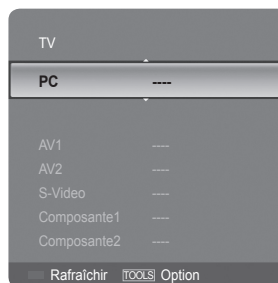 TV
PC ----
AV1 ----
AV2 ----
S-Video ----
Composante1 ----
Composante2 ----
Rafraîchir TOOLS Option